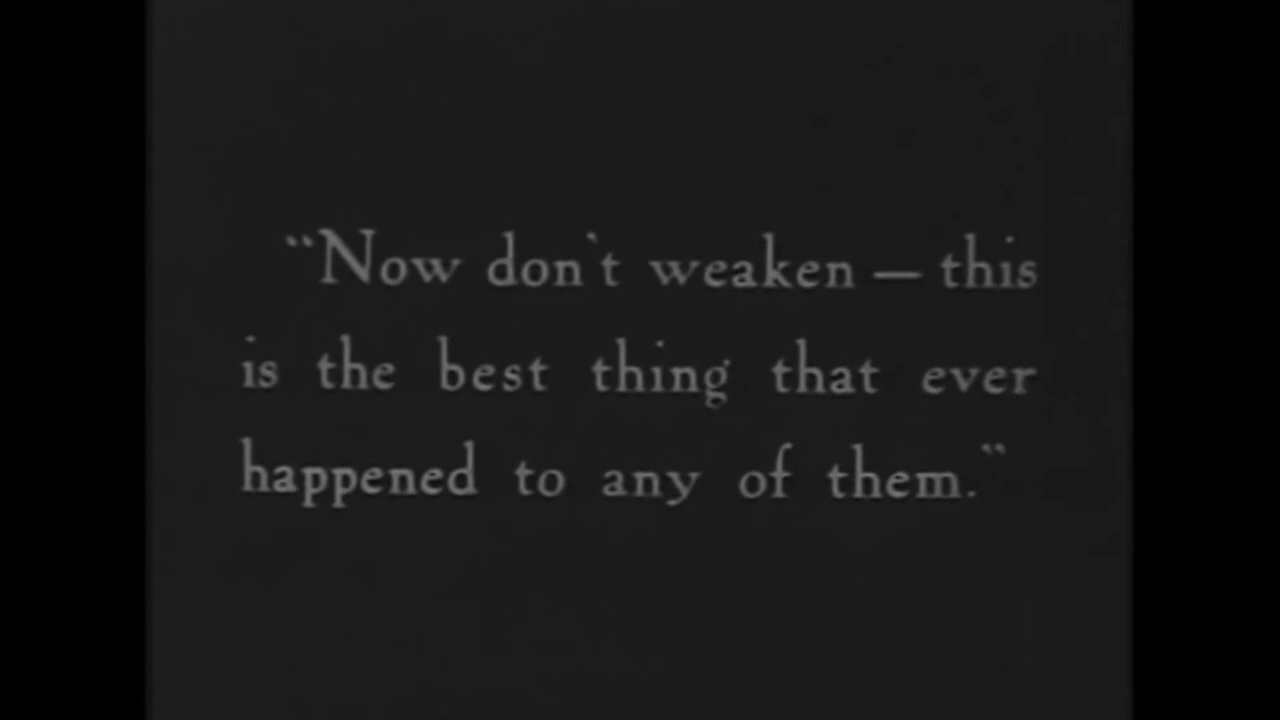 "Now don't weaken — this
is the best thing that ever
happened to any of them."